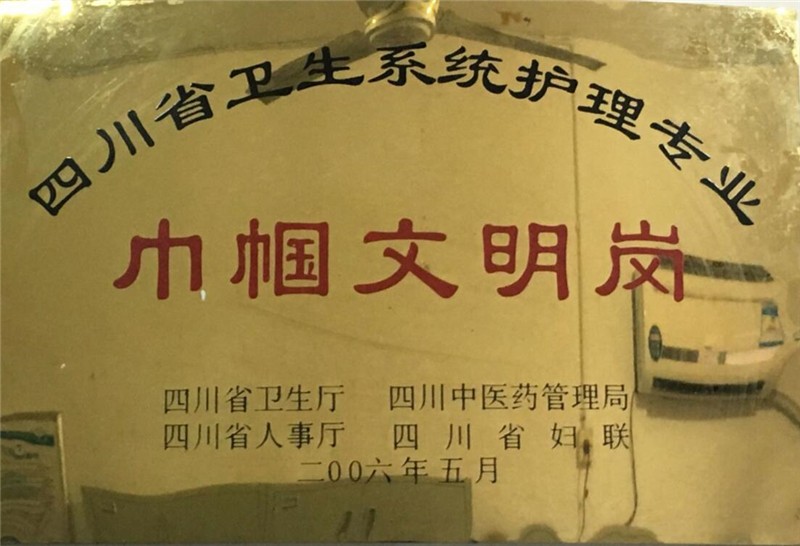 四川省卫生系统护理专业
巾帼文明岗
四川省卫生厅 四川中医药管理局
四川省人事厅 四川省妇联
二00六年五月